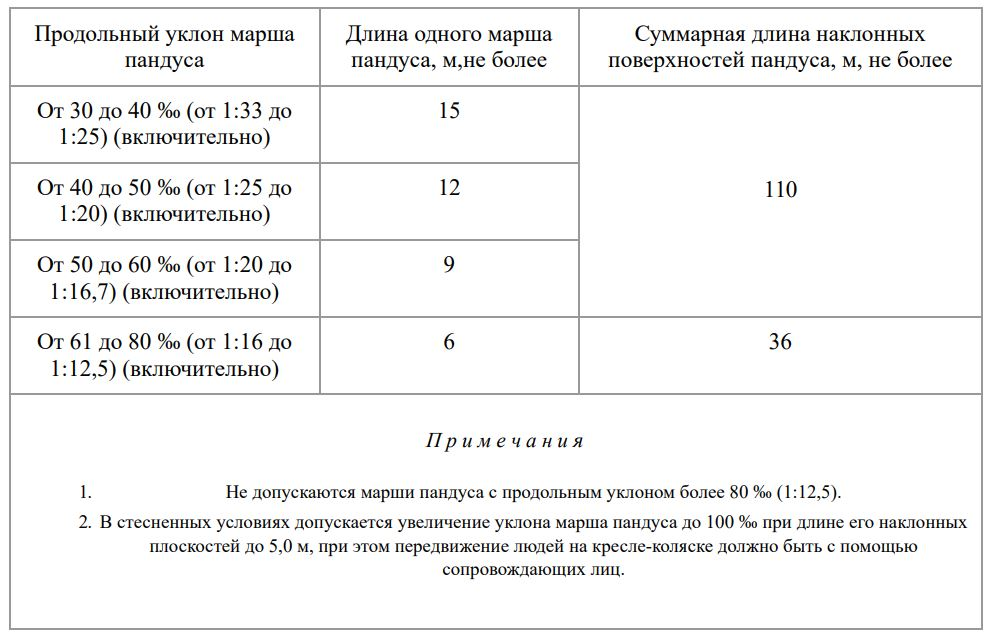 Продольный уклон марша
пандуса
Длина одного марша
пандуса, м,не более
Суммарная длина наклонных
поверхностей пандуса, м, не более
От 30 до 40 ‰ (от 1:33 до
1:25) (включительно)
15
110
От 40 до 50 ‰ (от 1:25 до
1:20) (включительно)
12
От 50 до 60 ‰ (от 1:20 до
1:16,7) (включительно)
9
От 61 до 80 ‰ (от 1:16 до
1:12,5) (включительно)
6
36
П р и м е ч а н и я
1. Не допускаются марши пандуса с продольным уклоном более 80 ‰ (1:12,5).
2. В стесненных условиях допускается увеличение уклона марша пандуса до 100 ‰ при длине его наклонных
плоскостей до 5,0 м, при этом передвижение людей на кресле-коляске должно быть с помощью
сопровождающих лиц.